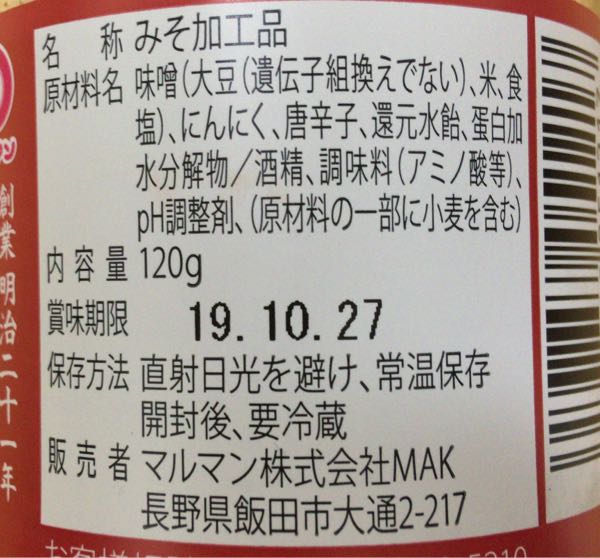 名称 みそ加工品
原材料名 味噌(大豆(遺伝子組換えでない)、米、食
塩)、にんにく、唐辛子、還元水飴、蛋白加
水分解物/酒精、調味料(アミノ酸等)、
pH調整剤、(原材料の一部に小麦を含む)
内容量 120g
賞味期限 19.10.27
保存方法 直射日光を避け、常温保存
開封後、要冷蔵
販売者 マルマン株式会社MAK
長野県飯田市大通2-217
創業明治二十一年